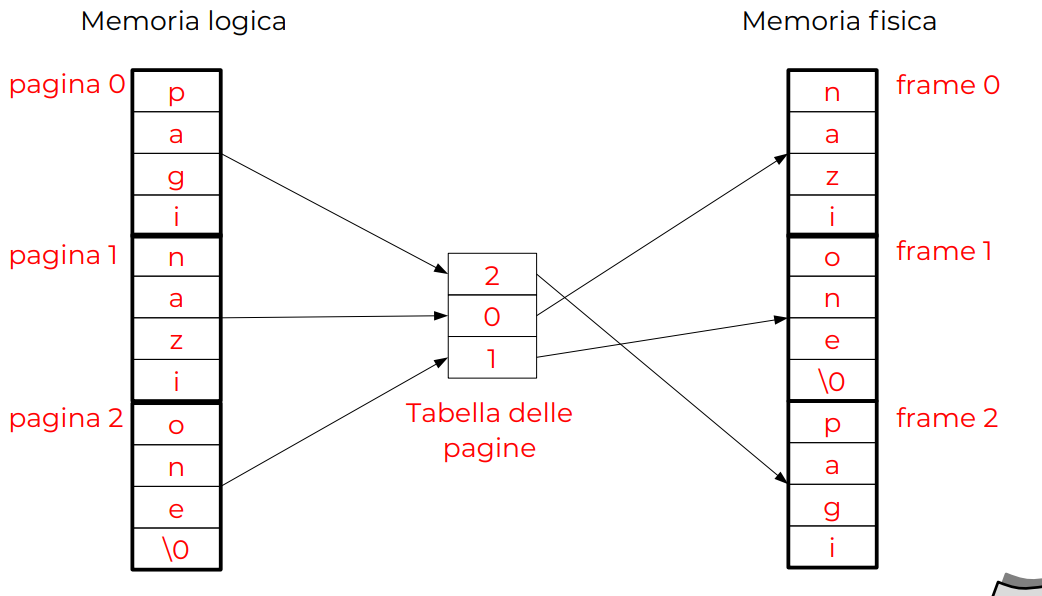 Memoria logica
Memoria fisica
pagina 0
p
a
g
i
pagina 1
n
a
z
i
pagina 2
o
n
e
\0
2
0
1
Tabella delle
pagine
frame 0
n
a
z
i
frame 1
o
n
e
\0
frame 2
p
a
g
i